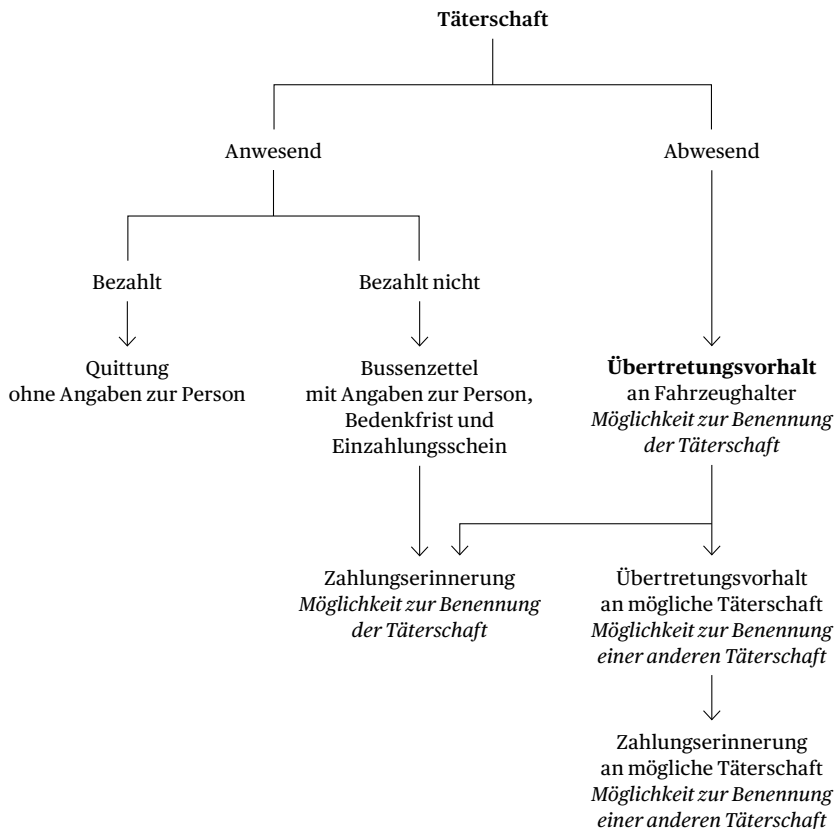 Täterschaft
Anwesend
Abwesend
Bezahlt
Bezahlt nicht
Quittung
ohne Angaben zur Person
Bussenzettel
mit Angaben zur Person,
Bedenkfrist und
Einzahlungsschein
Übertretungsvorhalt
an Fahrzeughalter
Möglichkeit zur Benennung
der Täterschaft
Zahlungserinnerung
Möglichkeit zur Benennung
der Täterschaft
Übertretungsvorhalt
an mögliche Täterschaft
Möglichkeit zur Benennung
einer anderen Täterschaft
Zahlungserinnerung
an mögliche Täterschaft
Möglichkeit zur Benennung
einer anderen Täterschaft